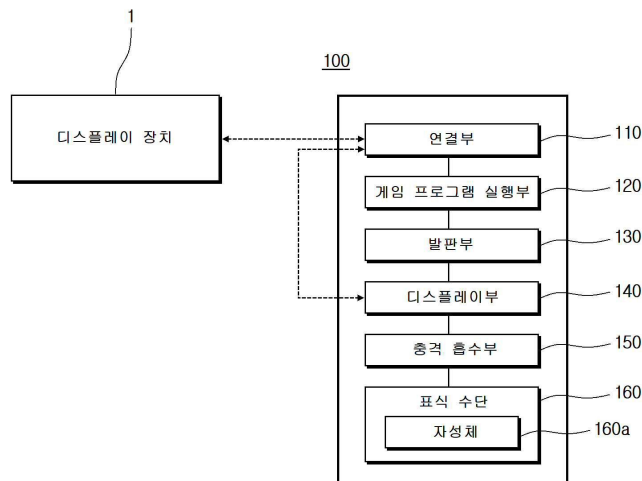 1
100
디스플레이 장치
연결부
110
게임 프로그램 실행부
120
발판부
130
디스플레이부
140
충격 흡수부
150
표식 수단
160
자성체
160a